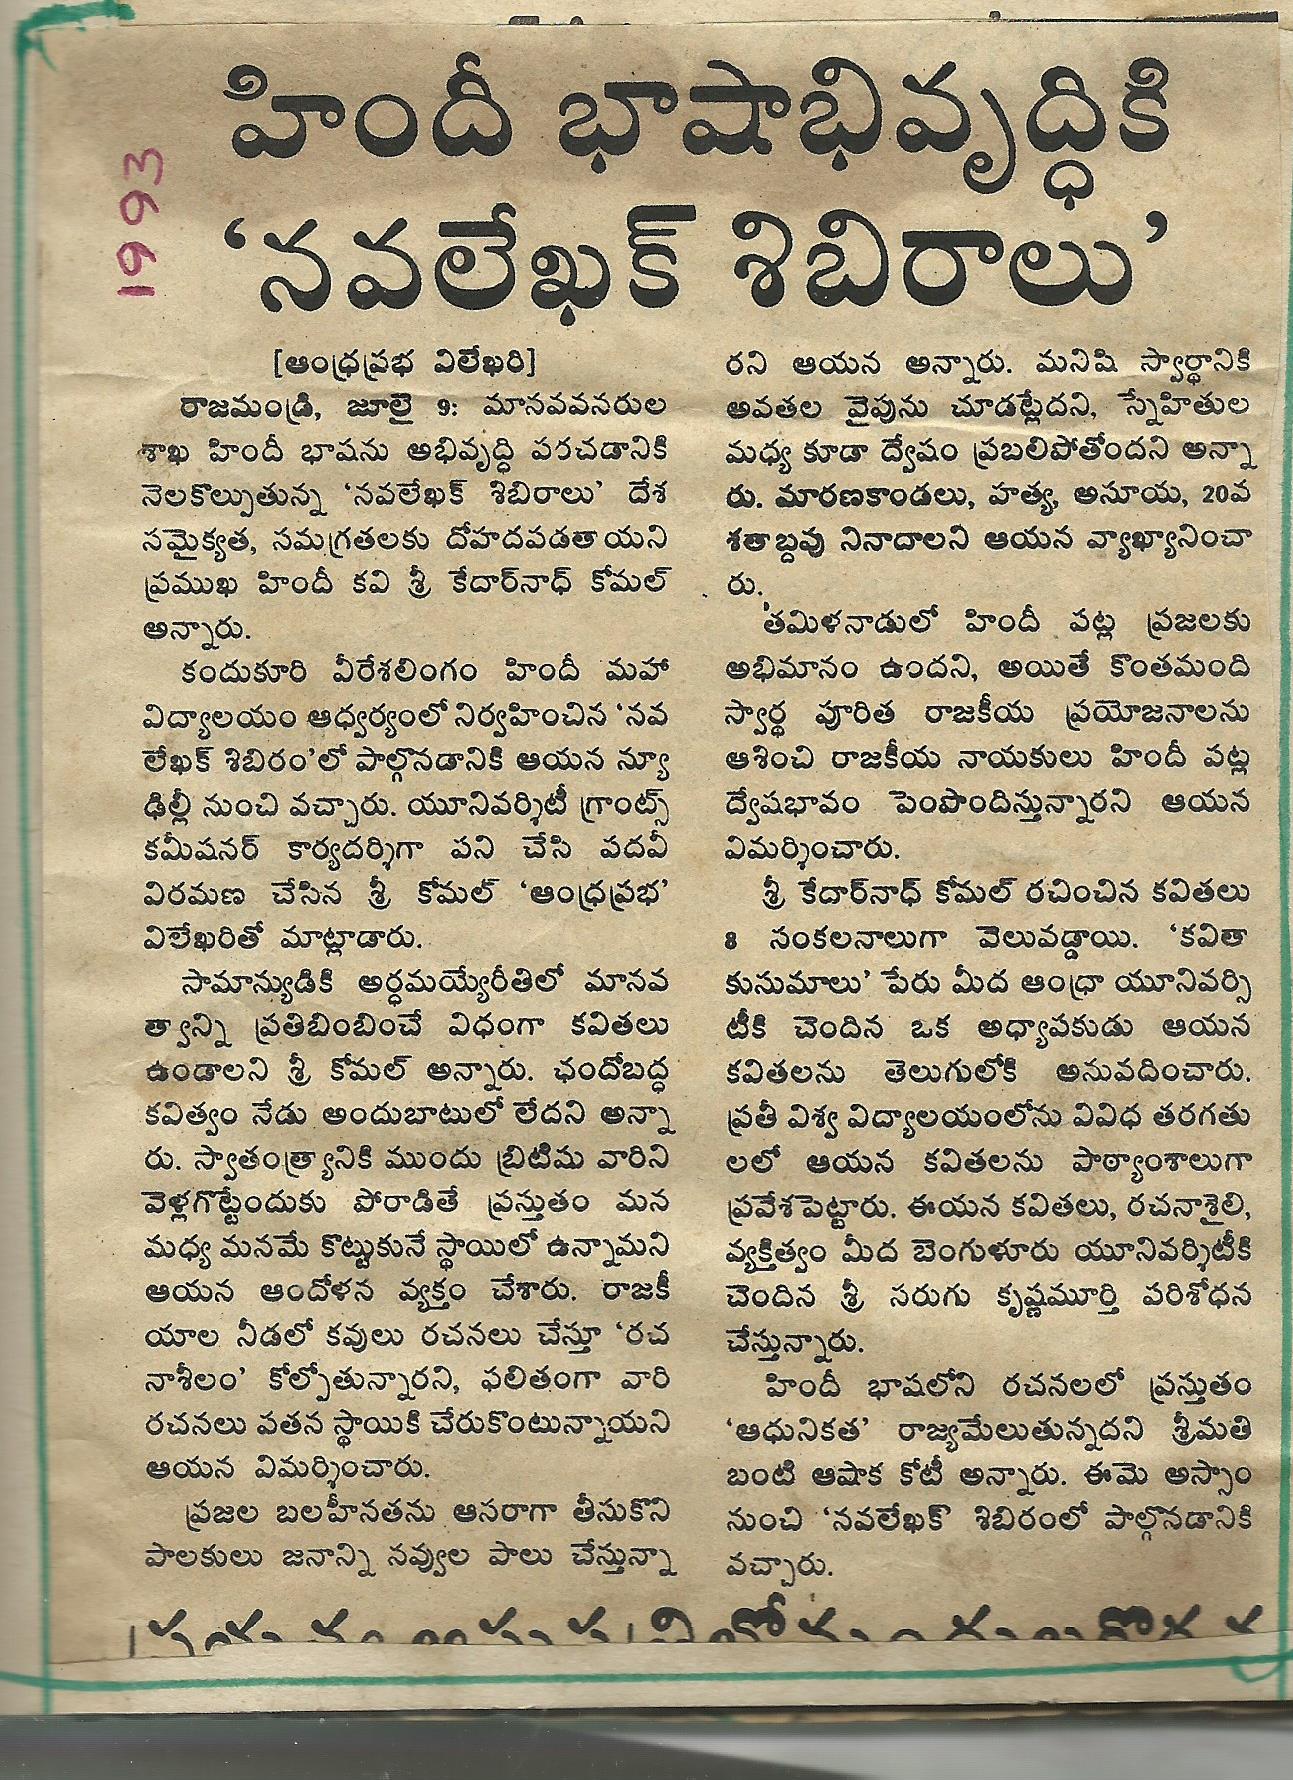 హిందీ భాషాభివృద్ధికి
‘నవలేఖక్ శిబిరాలు’
1993
[ఆంధ్రప్రభ విలేఖరి]
రాజమండ్రి, జూలై 9: మానవవనరుల
శాఖ హిందీ భాషను అభివృద్ధి పరచడానికి
నెలకొల్పుతున్న ‘నవలేఖక్ శిబిరాలు’ దేశ
సమైక్యత, సమగ్రతలకు దోహదపడతాయని
ప్రముఖ హిందీ కవి శ్రీ కేదార్‌నాధ్ కోమల్
అన్నారు.
కందుకూరి వీరేశలింగం హిందీ మహా
విద్యాలయం ఆధ్వర్యంలో నిర్వహించిన ‘నవ
లేఖక్ శిబిరం’లో పాల్గొనడానికి ఆయన న్యూ
ఢిల్లీ నుంచి వచ్చారు. యూనివర్శిటీ గ్రాంట్స్
కమీషనర్ కార్యదర్శిగా పని చేసి పదవీ
విరమణ చేసిన శ్రీ కోమల్ ‘ఆంధ్రప్రభ’
విలేఖరితో మాట్లాడారు.
సామాన్యుడికి అర్ధమయ్యేరీతిలో మానవ
త్వాన్ని ప్రతిబింబించే విధంగా కవితలు
ఉండాలని శ్రీ కోమల్ అన్నారు. ఛందోబద్ధ
కవిత్వం నేడు అందుబాటులో లేదని అన్నా
రు. స్వాతంత్ర్యానికి ముందు బ్రిటిషు వారిని
వెళ్లగొట్టేందుకు పోరాడితే ప్రస్తుతం మన
మధ్య మనమే కొట్టుకునే స్థాయిలో ఉన్నామని
ఆయన ఆందోళన వ్యక్తం చేశారు. రాజకీ
యాల నీడలో కవులు రచనలు చేస్తూ ‘రచ
నాశీలం’ కోల్పోతున్నారని, ఫలితంగా వారి
రచనలు పతన స్థాయికి చేరుకొంటున్నాయని
ఆయన విమర్శించారు.
ప్రజల బలహీనతను ఆసరాగా తీసుకొని
పాలకులు జనాన్ని నవ్వుల పాలు చేస్తున్నా
రని ఆయన అన్నారు. మనిషి స్వార్థానికి
అవతల వైపును చూడట్లేదని, స్నేహితుల
మధ్య కూడా ద్వేషం ప్రబలిపోతోందని అన్నా
రు. మారణకాండలు, హత్య, అసూయ, 20వ
శతాబ్దవు నినాదాలని ఆయన వ్యాఖ్యానించా
రు.
తమిళనాడులో హిందీ పట్ల ప్రజలకు
అభిమానం ఉందని, అయితే కొంతమంది
స్వార్థ పూరిత రాజకీయ ప్రయోజనాలను
ఆశించి రాజకీయ నాయకులు హిందీ పట్ల
ద్వేషభావం పెంపొందిస్తున్నారని ఆయన
విమర్శించారు.
శ్రీ కేదార్‌నాధ్ కోమల్ రచించిన కవితలు
8 సంకలనాలుగా వెలువడ్డాయి. ‘కవితా
కుసుమాలు’ పేరు మీద ఆంధ్రా యూనివర్సి
టీకి చెందిన ఒక అధ్యాపకుడు ఆయన
కవితలను తెలుగులోకి అనువదించారు.
ప్రతీ విశ్వ విద్యాలయంలోను వివిధ తరగతు
లలో ఆయన కవితలను పాఠ్యాంశాలుగా
ప్రవేశపెట్టారు. ఈయన కవితలు, రచనాశైలి,
వ్యక్తిత్వం మీద బెంగుళూరు యూనివర్శిటీకి
చెందిన శ్రీ సరుగు కృష్ణమూర్తి పరిశోధన
చేస్తున్నారు.
హిందీ భాషలోని రచనలలో ప్రస్తుతం
‘ఆధునికత’ రాజ్యమేలుతున్నదని శ్రీమతి
బంటి ఆషాక కోటీ అన్నారు. ఈమె అస్సాం
నుంచి ‘నవలేఖక్’ శిబిరంలో పాల్గొనడానికి
వచ్చారు.